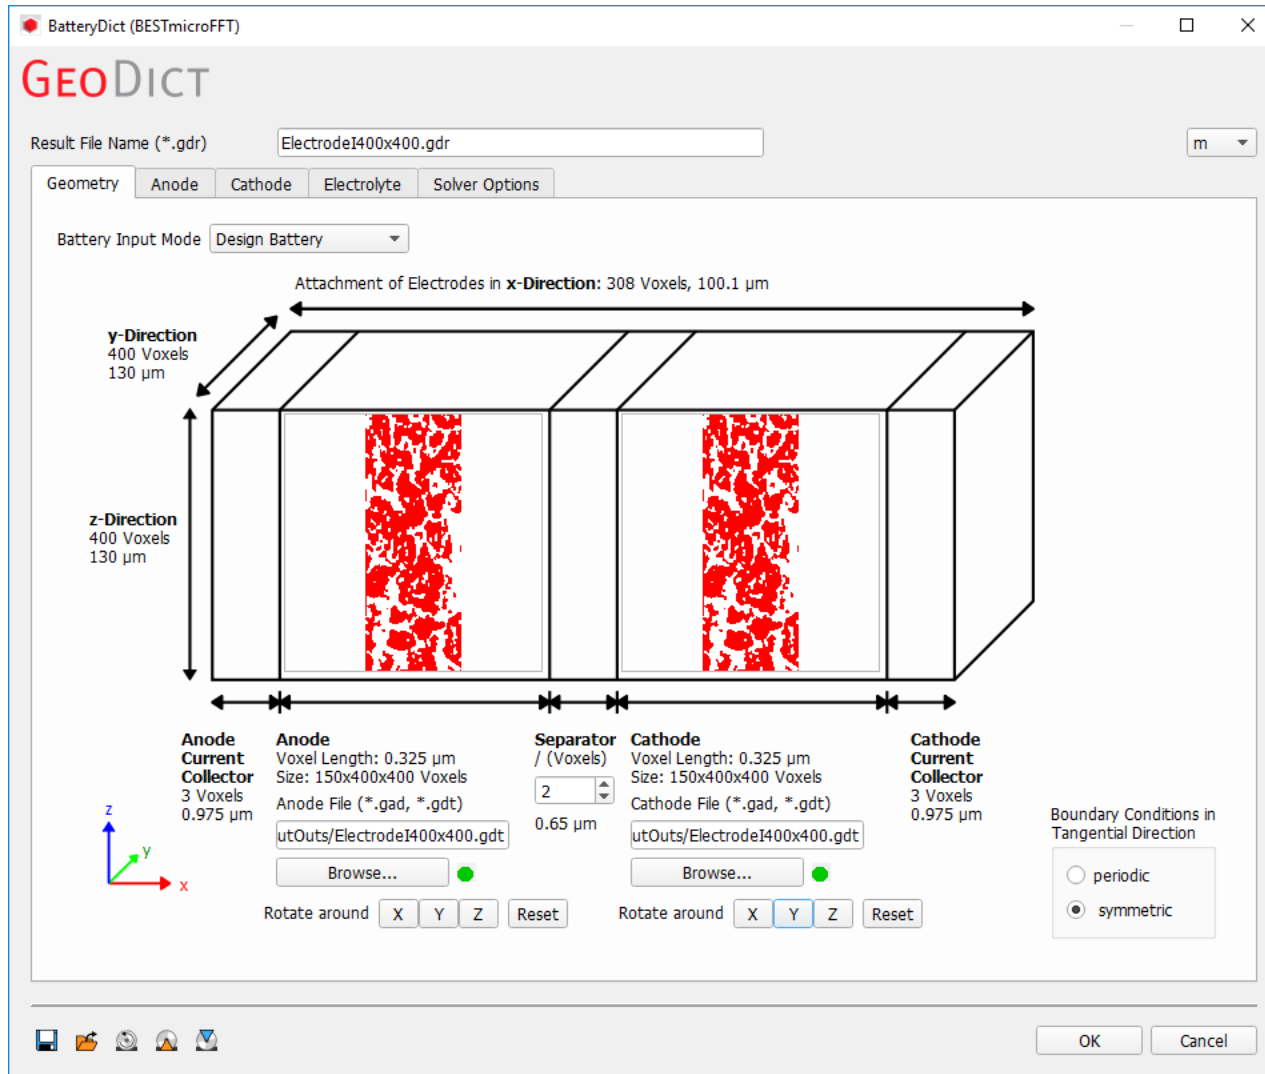 BatteryDict (BESTmicroFFT)
GEODICT
Result File Name (*.gdr)
ElectrodeI400x400.gdr
m
Geometry
Anode
Cathode
Electrolyte
Solver Options
Battery Input Mode
Design Battery
Attachment of Electrodes in x-Direction: 308 Voxels, 100.1 µm
y-Direction
400 Voxels
130 µm
z-Direction
400 Voxels
130 µm
Anode
Current
Collector
3 Voxels
0.975 µm
Anode
Voxel Length: 0.325 µm
Size: 150x400x400 Voxels
Anode File (*.gad, *.gdt)
utOuts/ElectrodeI400x400.gdt
Browse...
Rotate around
X
Y
Z
Reset
Separator
/ (Voxels)
2
0.65 µm
Cathode
Voxel Length: 0.325 µm
Size: 150x400x400 Voxels
Cathode File (*.gad, *.gdt)
utOuts/ElectrodeI400x400.gdt
Browse...
Rotate around
X
Y
Z
Reset
Cathode
Current
Collector
3 Voxels
0.975 µm
Boundary Conditions in
Tangential Direction
periodic
symmetric
z
y
x
OK
Cancel